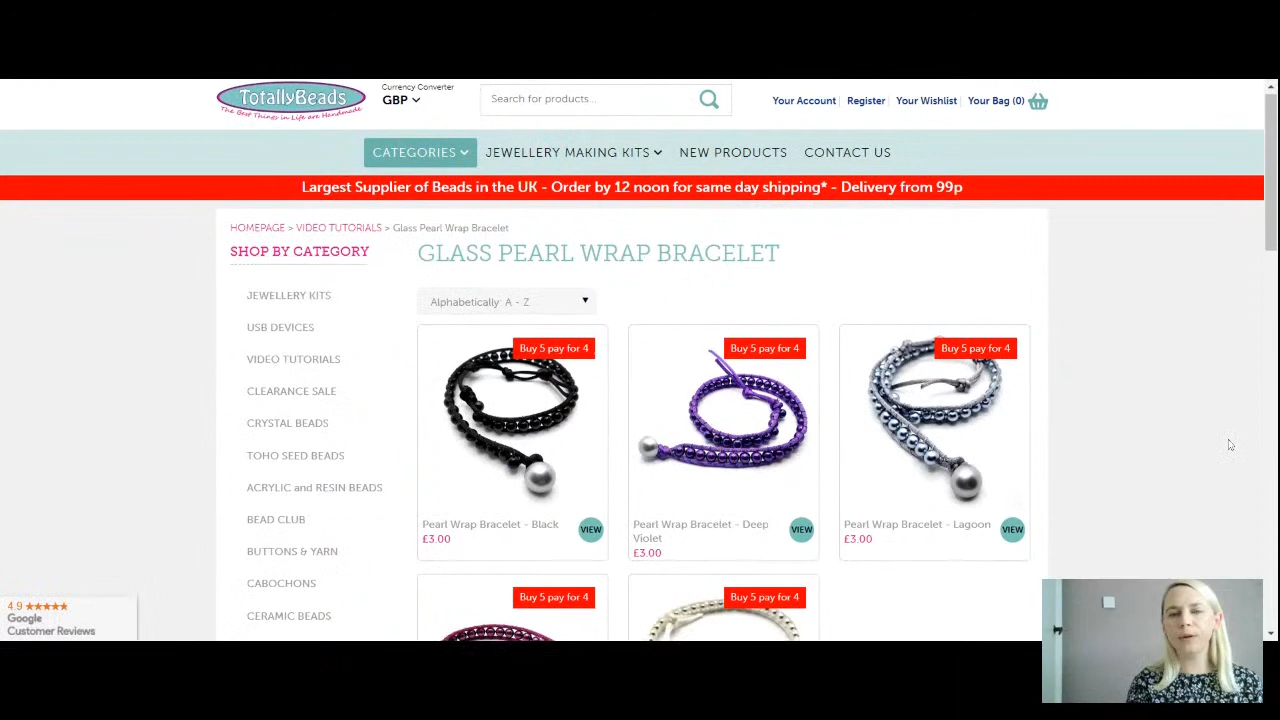 TotallyBeads
The Best Things in Life are Handmade
Currency Converter
GBP
Search for products...
Your Account
Register
Your Wishlist
Your Bag (0)
CATEGORIES
JEWELLERY MAKING KITS
NEW PRODUCTS
CONTACT US
Largest Supplier of Beads in the UK - Order by 12 noon for same day shipping* - Delivery from 99p
HOMEPAGE > VIDEO TUTORIALS > Glass Pearl Wrap Bracelet
SHOP BY CATEGORY
JEWELLERY KITS
USB DEVICES
VIDEO TUTORIALS
CLEARANCE SALE
CRYSTAL BEADS
TOHO SEED BEADS
ACRYLIC and RESIN BEADS
BEAD CLUB
BUTTONS & YARN
CABOCHONS
CERAMIC BEADS
GLASS PEARL WRAP BRACELET
Alphabetically: A - Z
Buy 5 pay for 4
Pearl Wrap Bracelet - Black
£3.00
VIEW
Buy 5 pay for 4
Pearl Wrap Bracelet - Deep
Violet
£3.00
VIEW
Buy 5 pay for 4
Pearl Wrap Bracelet - Lagoon
£3.00
VIEW
Buy 5 pay for 4
Buy 5 pay for 4
4.9
Google
Customer Reviews